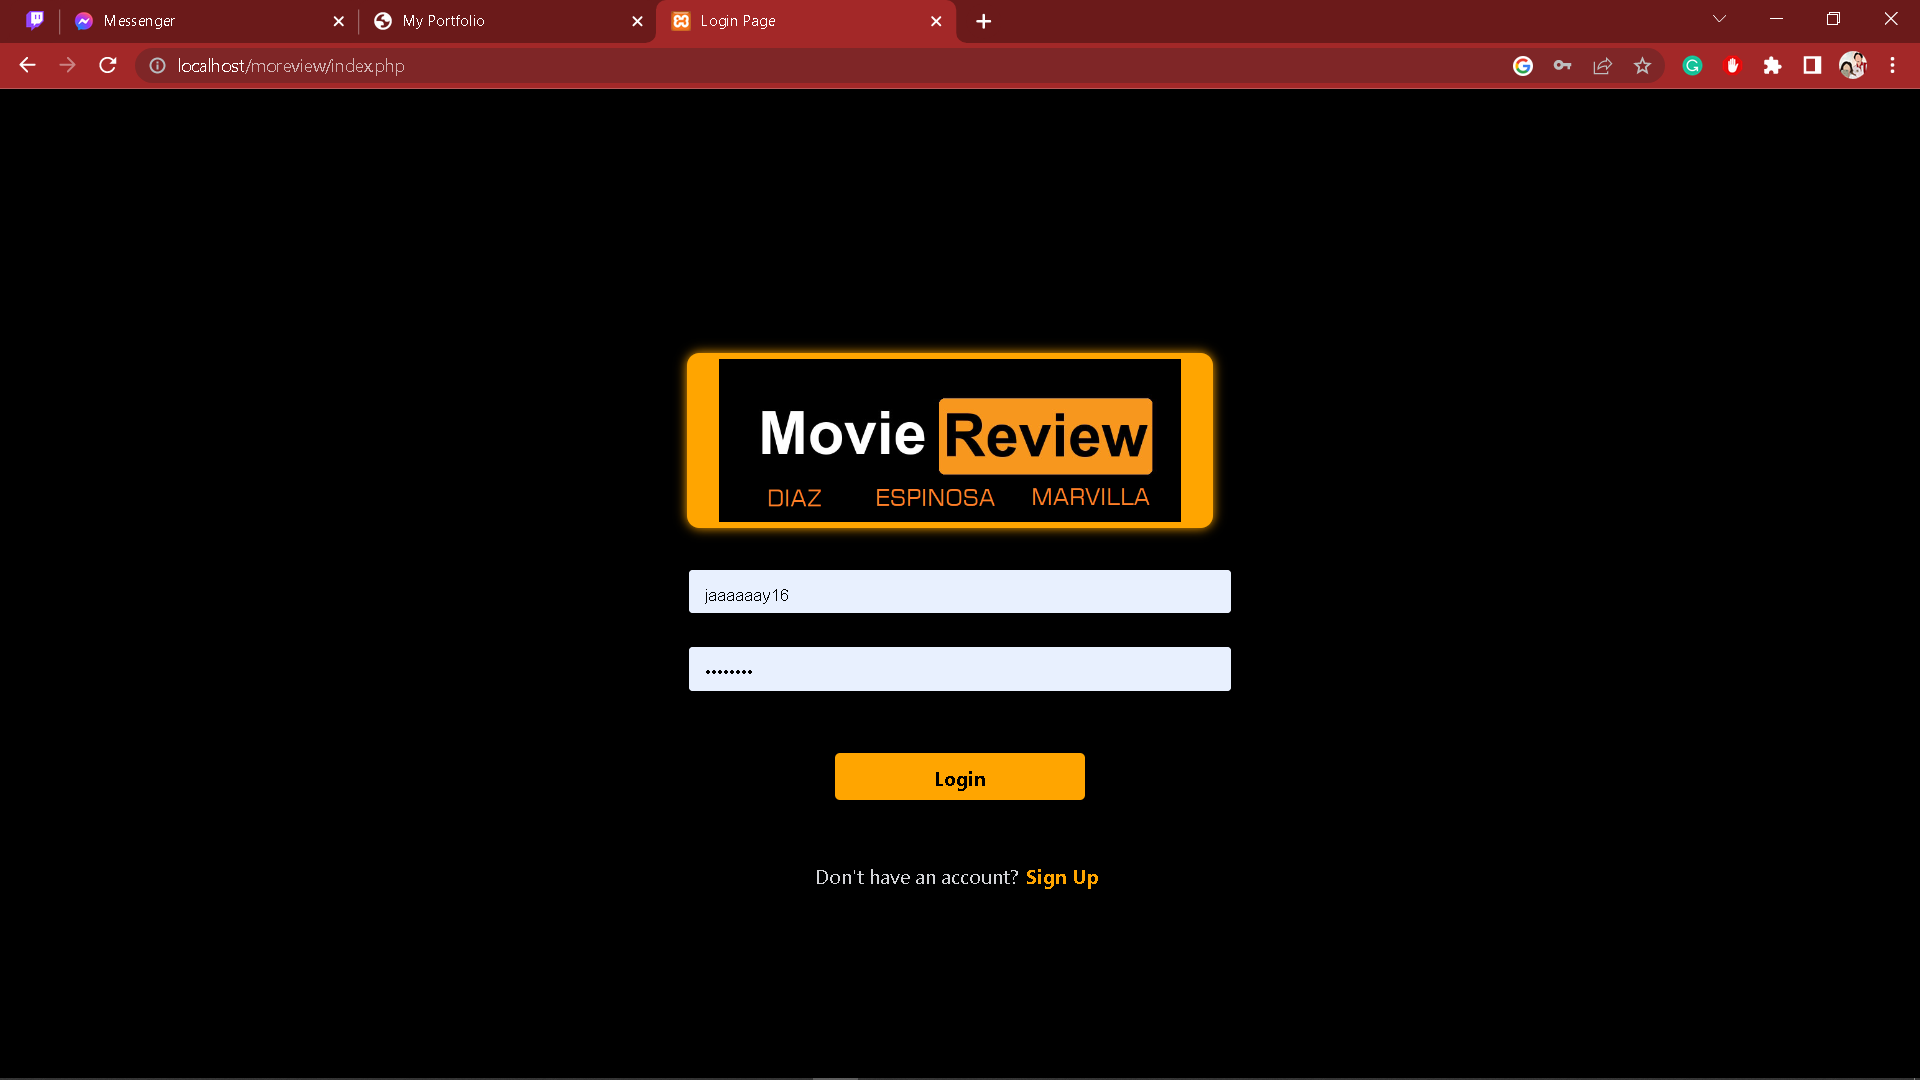 Messenger
My Portfolio
Login Page
localhost/moreview/index.php
Movie Review
DIAZ ESPINOSA MARVILLA
jaaaaaay16
••••••••
Login
Don't have an account? Sign Up